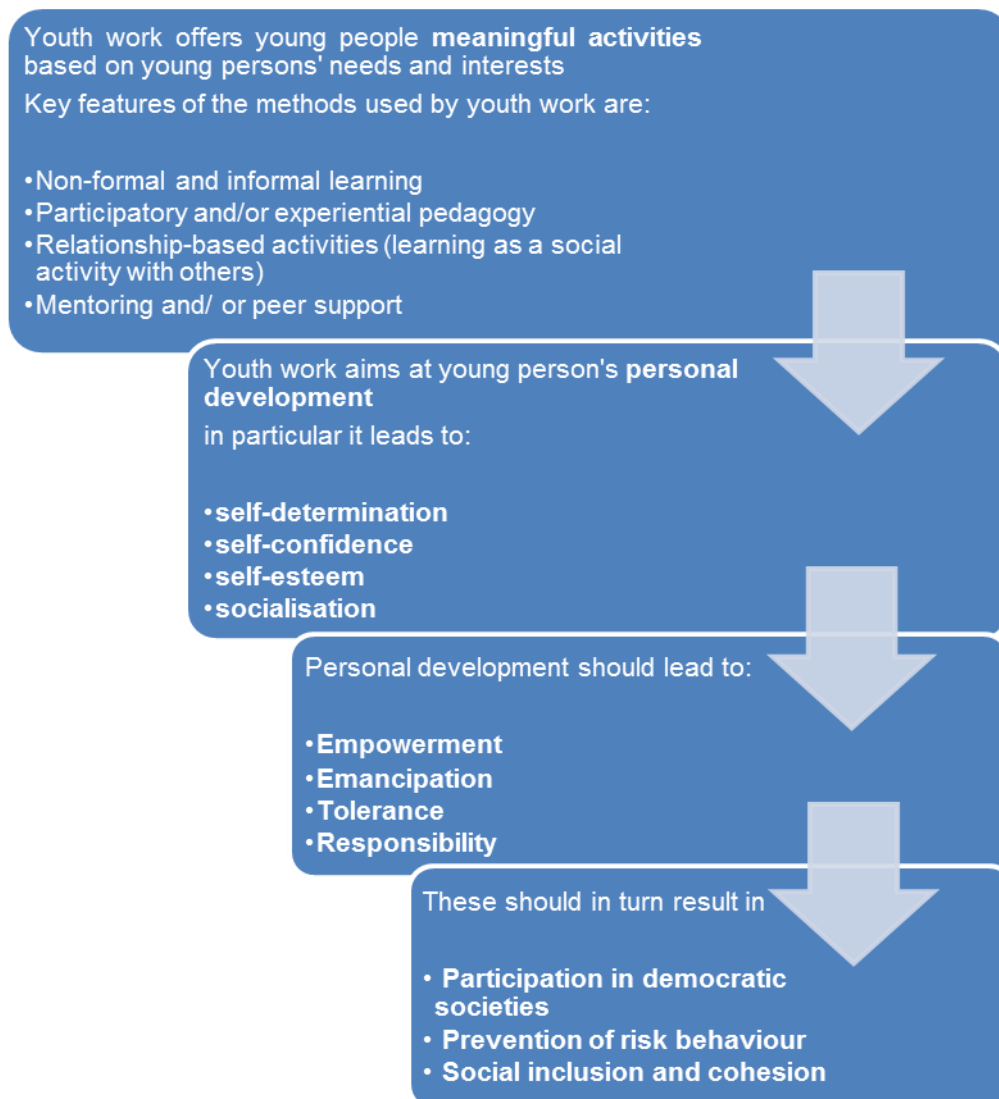 Youth work offers young people meaningful activities
based on young persons' needs and interests
Key features of the methods used by youth work are:
•Non-formal and informal learning
•Participatory and/or experiential pedagogy
•Relationship-based activities (learning as a social
activity with others)
•Mentoring and/ or peer support
Youth work aims at young person's personal
development
in particular it leads to:
•self-determination
•self-confidence
•self-esteem
•socialisation
Personal development should lead to:
•Empowerment
•Emancipation
•Tolerance
•Responsibility
These should in turn result in
• Participation in democratic
societies
• Prevention of risk behaviour
• Social inclusion and cohesion